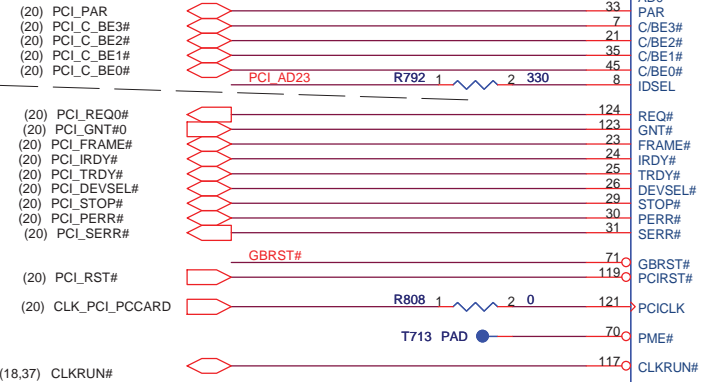 (20) PCI_PAR 33 PAR
(20) PCI_C_BE3# 7 C/BE3#
(20) PCI_C_BE2# 21 C/BE2#
(20) PCI_C_BE1# 35 C/BE1#
(20) PCI_C_BE0# 45 C/BE0#
PCI_AD23 R792 1 2 330 8 IDSEL
(20) PCI_REQ0# 124 REQ#
(20) PCI_GNT#0 123 GNT#
(20) PCI_FRAME# 23 FRAME#
(20) PCI_IRDY# 24 IRDY#
(20) PCI_TRDY# 25 TRDY#
(20) PCI_DEVSEL# 26 DEVSEL#
(20) PCI_STOP# 29 STOP#
(20) PCI_PERR# 30 PERR#
(20) PCI_SERR# 31 SERR#
GBRST# 71 GBRST#
(20) PCI_RST# 119 PCIRST#
(20) CLK_PCI_PCCARD R808 1 2 0 121 PCICLK
T713 PAD 70 PME#
(18,37) CLKRUN# 117 CLKRUN#